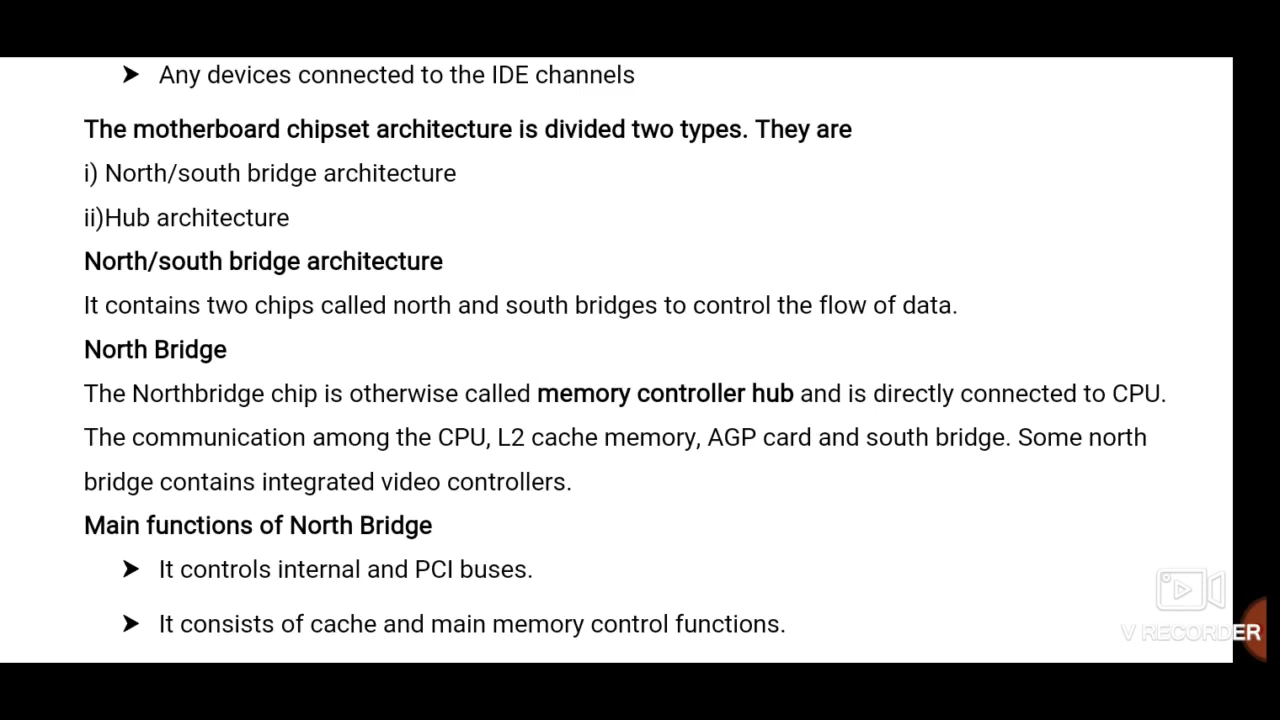 ➤ Any devices connected to the IDE channels
The motherboard chipset architecture is divided two types. They are
i) North/south bridge architecture
ii)Hub architecture
North/south bridge architecture
It contains two chips called north and south bridges to control the flow of data.
North Bridge
The Northbridge chip is otherwise called memory controller hub and is directly connected to CPU.
The communication among the CPU, L2 cache memory, AGP card and south bridge. Some north
bridge contains integrated video controllers.
Main functions of North Bridge
➤ It controls internal and PCI buses.
➤ It consists of cache and main memory control functions.
V RECORDER